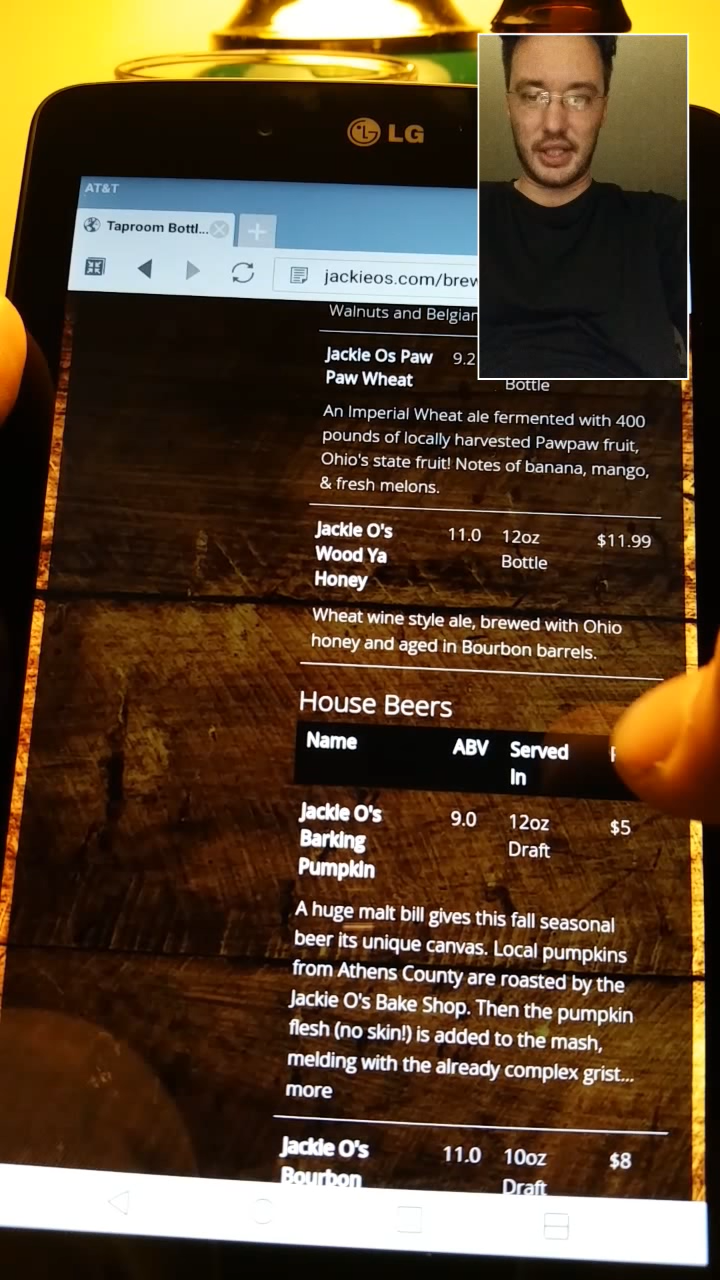 LG
AT&T
Taproom Bottl...
jackieos.com/brew
Walnuts and Belgian
Jackie Os Paw 9.2
Paw Wheat Bottle
An Imperial Wheat ale fermented with 400
pounds of locally harvested Pawpaw fruit,
Ohio's state fruit! Notes of banana, mango,
& fresh melons.
Jackie O's 11.0 12oz $11.99
Wood Ya Bottle
Honey
Wheat wine style ale, brewed with Ohio
honey and aged in Bourbon barrels.
House Beers
Name ABV Served
In
Jackie O's 9.0 12oz $5
Barking Draft
Pumpkin
A huge malt bill gives this fall seasonal
beer its unique canvas. Local pumpkins
from Athens County are roasted by the
Jackie O's Bake Shop. Then the pumpkin
flesh (no skin!) is added to the mash,
melding with the already complex grist...
more
Jackie O's 11.0 10oz $8
Bourbon Draft